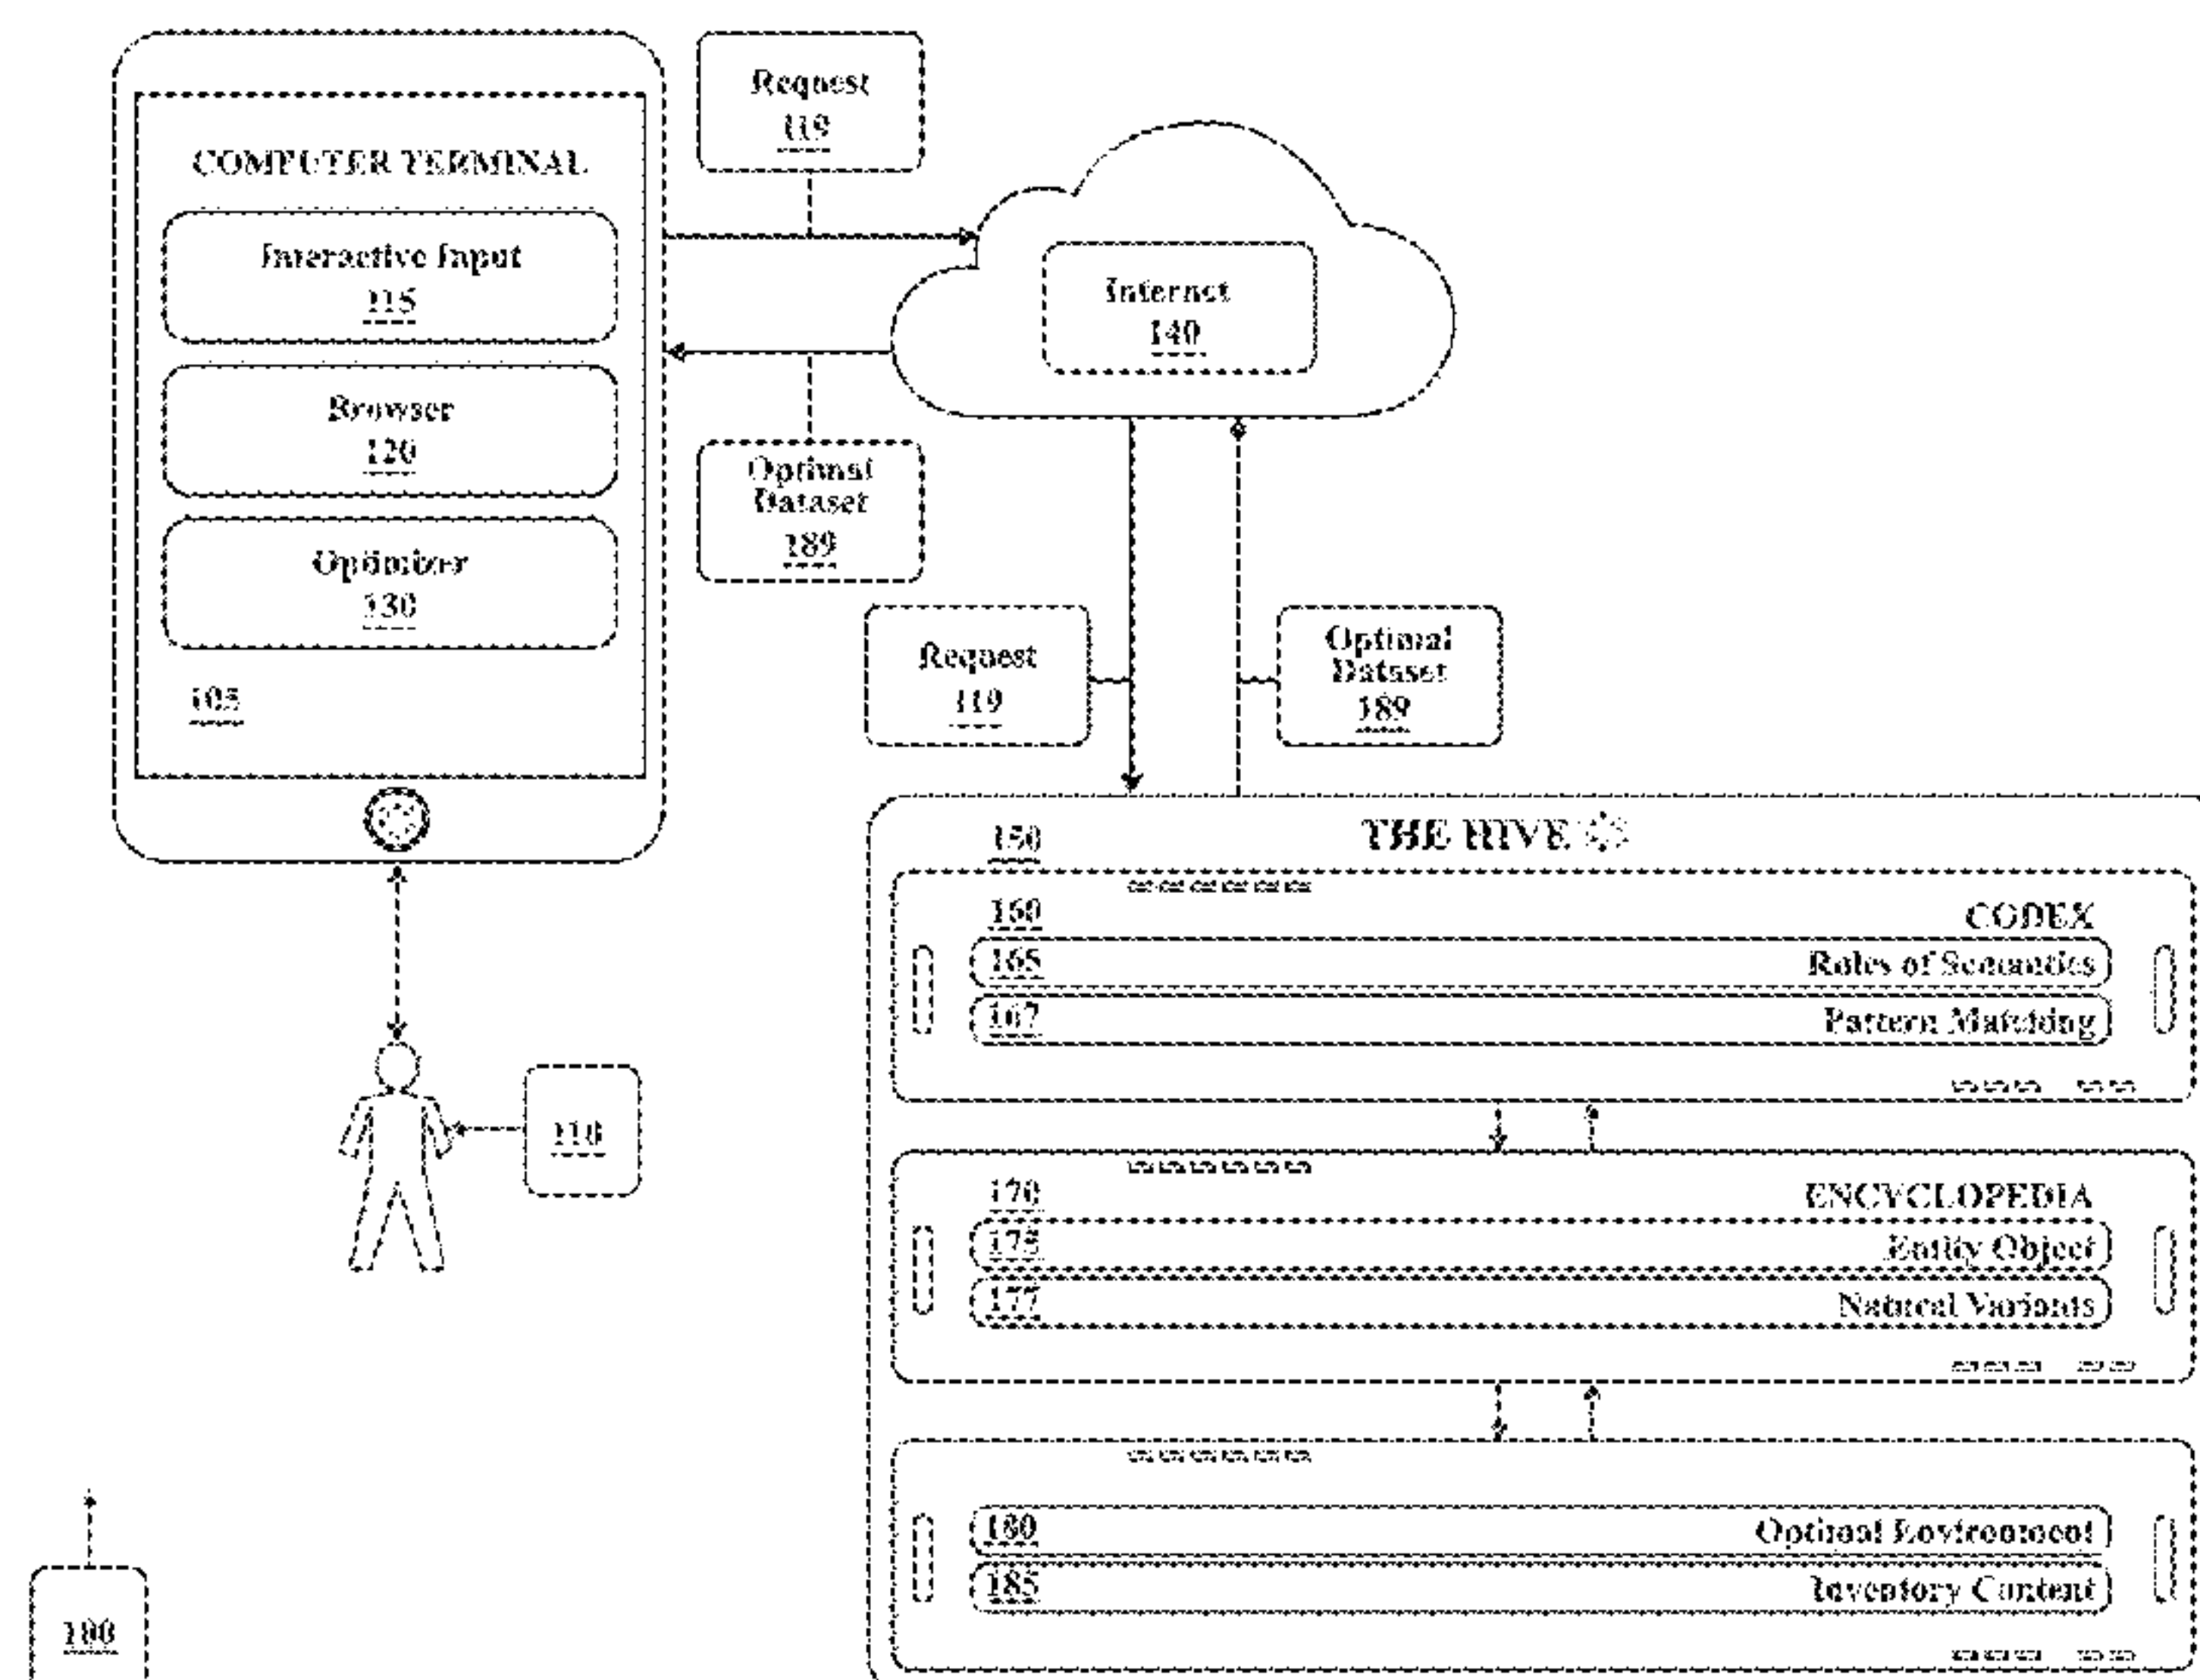 Request
119
COMPUTER TERMINAL
Interactive Input
115
Internet
140
Browser
120
Optimal
Dataset
189
Optimizer
130
105
Request
119
Optimal
Dataset
189
150
THE HIVE
160
CODEX
165
Rules of Semantics
167
Pattern Matching
110
170
ENCYCLOPEDIA
175
Entity Object
177
Natural Variants
180
Optimal Environment
185
Inventory Content
100